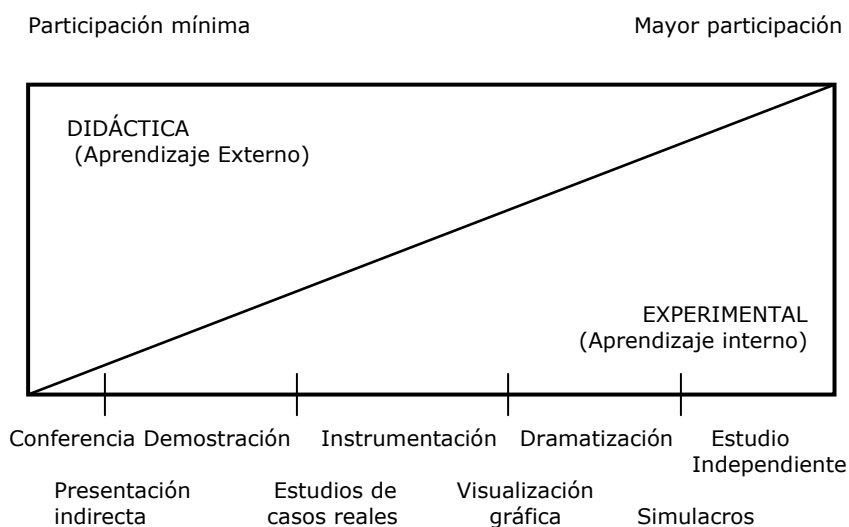 Participación mínima
Mayor participación
DIDÁCTICA
(Aprendizaje Externo)
EXPERIMENTAL
(Aprendizaje interno)
Conferencia
Demostración
Instrumentación
Dramatización
Estudio
Independiente
Presentación
indirecta
Estudios de
casos reales
Visualización
gráfica
Simulacros